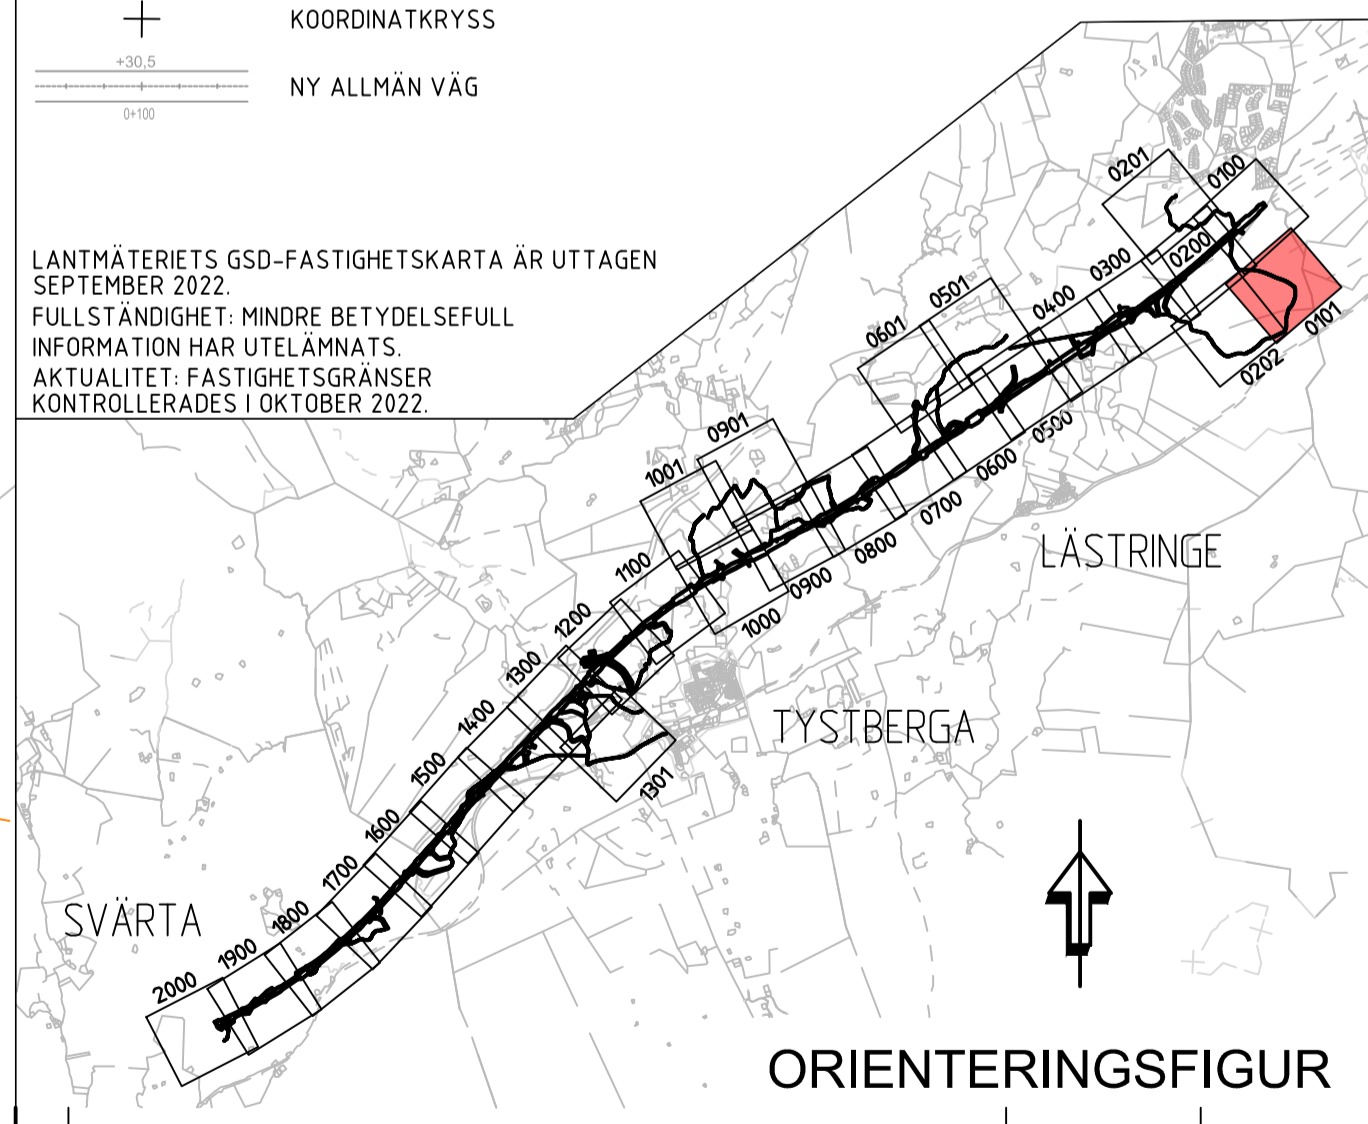 KOORDINATKRYSS
+30,5
NY ALLMÄN VÄG
0+100
LANTMÄTERIETS GSD-FASTIGHETSKARTA ÄR UTTAGEN
SEPTEMBER 2022.
FULLSTÄNDIGHET: MINDRE BETYDELSEFULL
INFORMATION HAR UTELÄMNATS.
AKTUALITET: FASTIGHETSGRÄNSER
KONTROLLERADES I OKTOBER 2022.
0201
0100
0200
0300
0101
0202
0400
0501
0601
0500
0600
0700
0800
0901
1001
0900
1000
1100
1200
1300
1301
1400
1500
1600
1700
1800
1900
2000
LÄSTRINGE
TYSTBERGA
SVÄRTA
ORIENTERINGSFIGUR